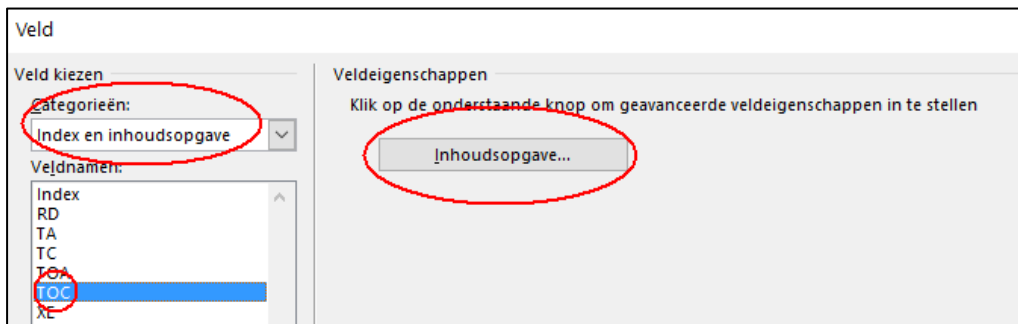 Veld
Veld kiezen
Categorieën:
Index en inhoudsopgave
Veldnamen:
Index
RD
TA
TC
TOA
TOC
XE
Veldeigenschappen
Klik op de onderstaande knop om geavanceerde veldeigenschappen in te stellen
Inhoudsopgave...